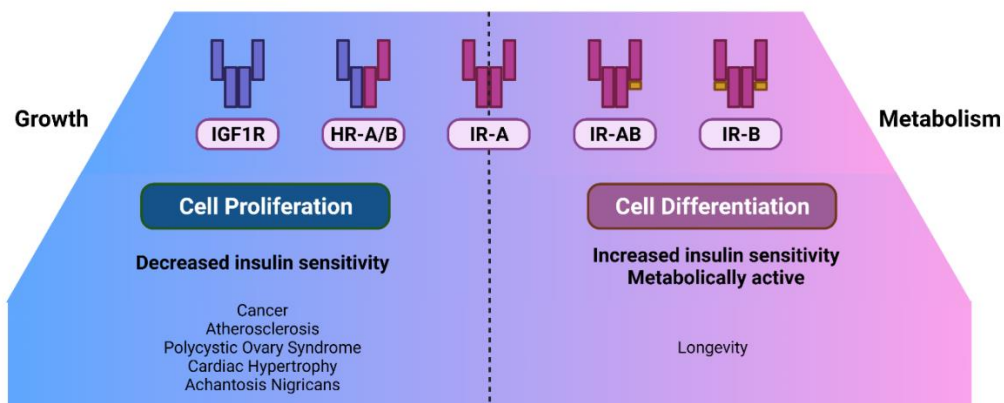 Growth
Metabolism
IGF1R
HR-A/B
IR-A
IR-AB
IR-B
Cell Proliferation
Cell Differentiation
Decreased insulin sensitivity
Increased insulin sensitivity
Metabolically active
Cancer
Atherosclerosis
Polycystic Ovary Syndrome
Cardiac Hypertrophy
Achantosis Nigricans
Longevity